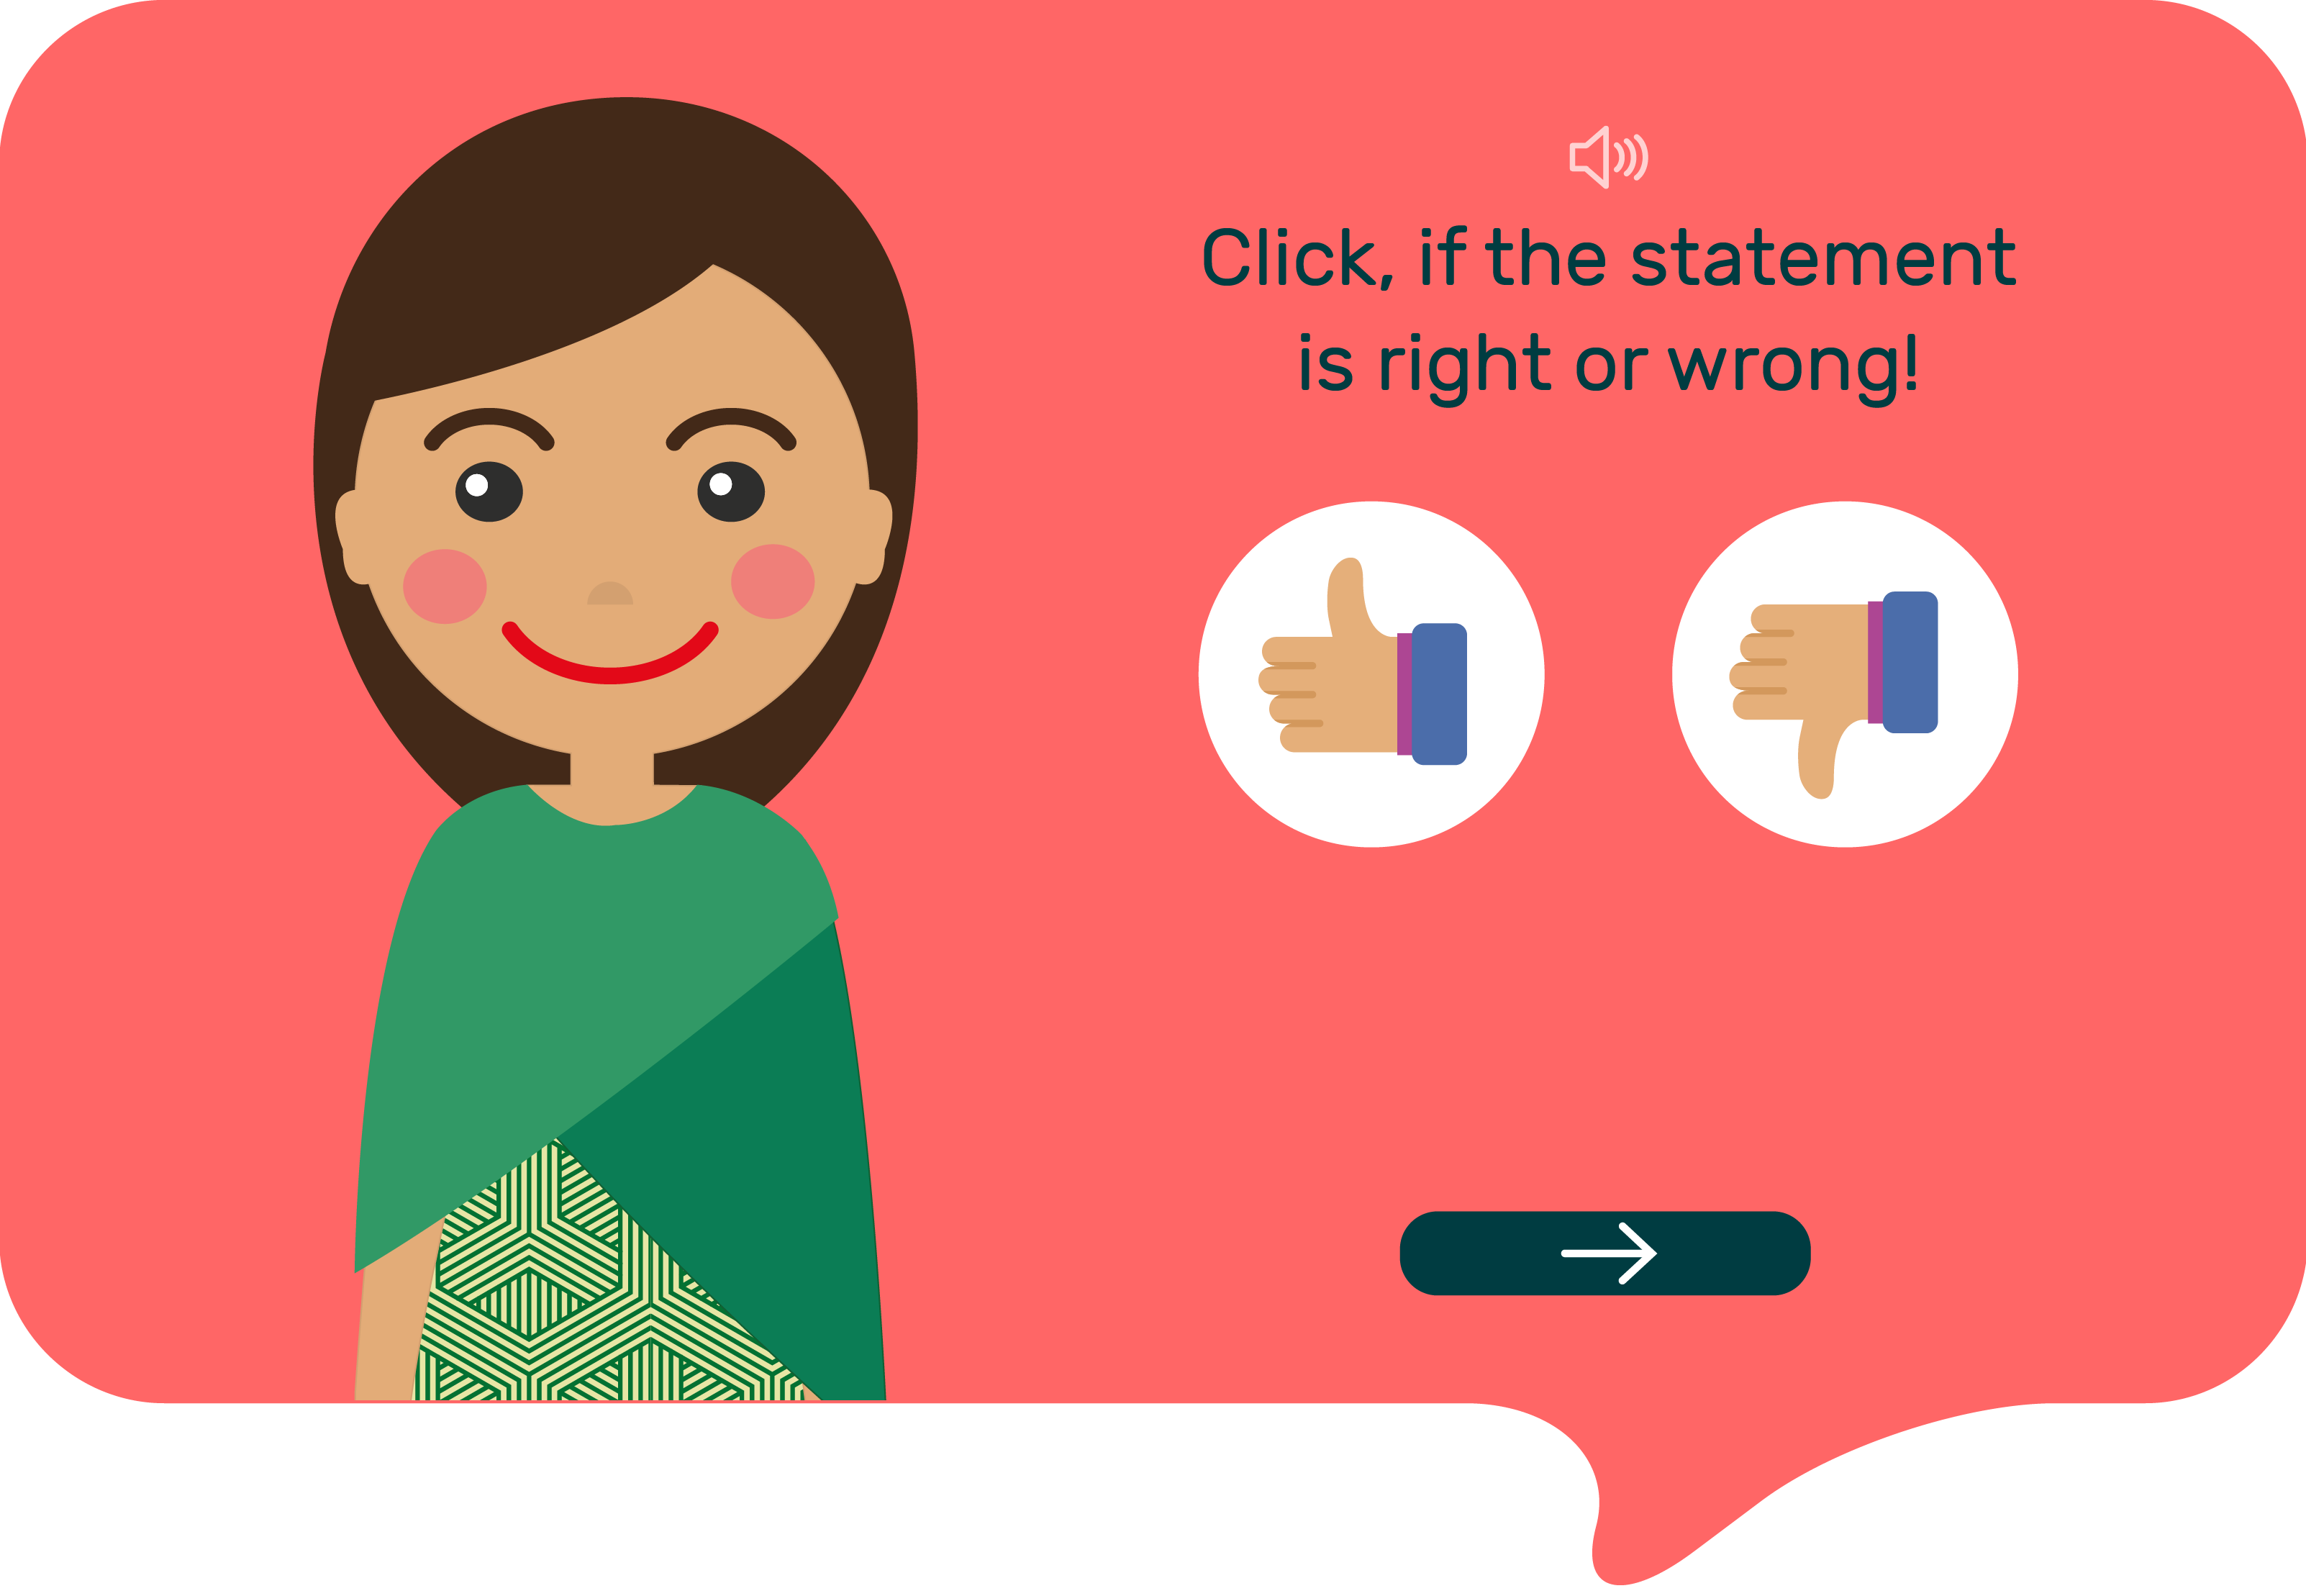 Click, if the statement
is right or wrong!